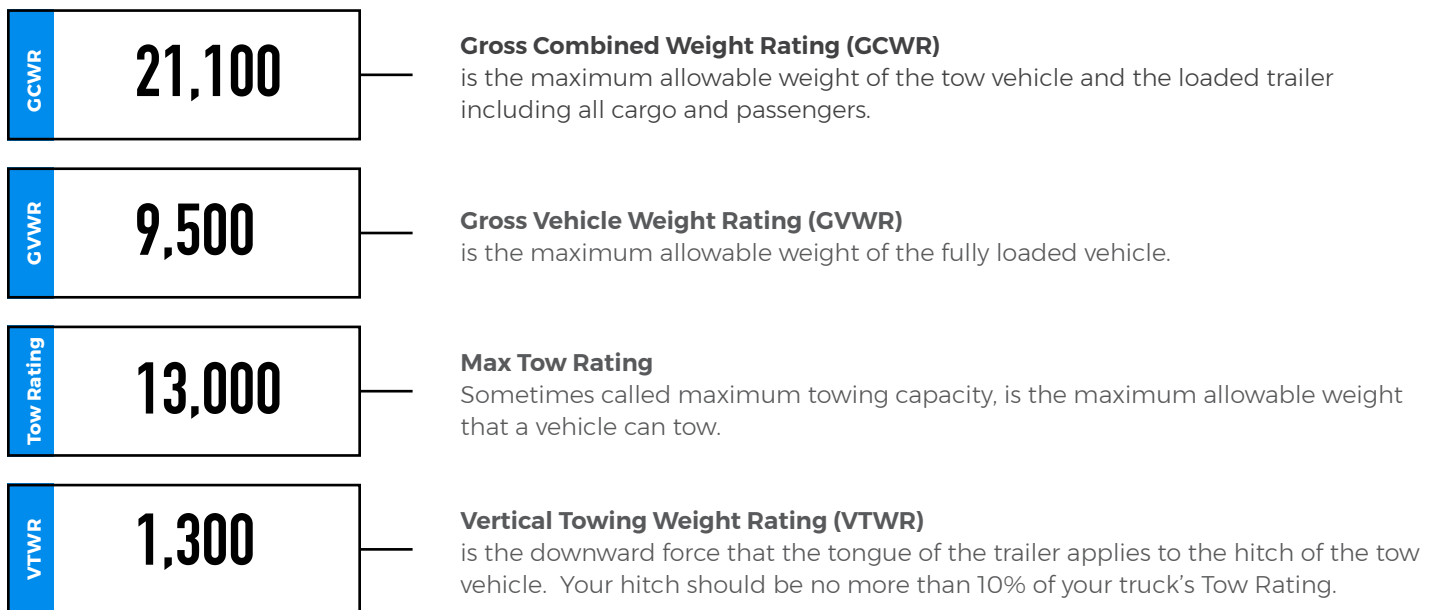 GCWR
21,100
Gross Combined Weight Rating (GCWR)
is the maximum allowable weight of the tow vehicle and the loaded trailer
including all cargo and passengers.
GVWR
9,500
Gross Vehicle Weight Rating (GVWR)
is the maximum allowable weight of the fully loaded vehicle.
Tow Rating
13,000
Max Tow Rating
Sometimes called maximum towing capacity, is the maximum allowable weight
that a vehicle can tow.
VTWR
1,300
Vertical Towing Weight Rating (VTWR)
is the downward force that the tongue of the trailer applies to the hitch of the tow
vehicle.  Your hitch should be no more than 10% of your truck’s Tow Rating.